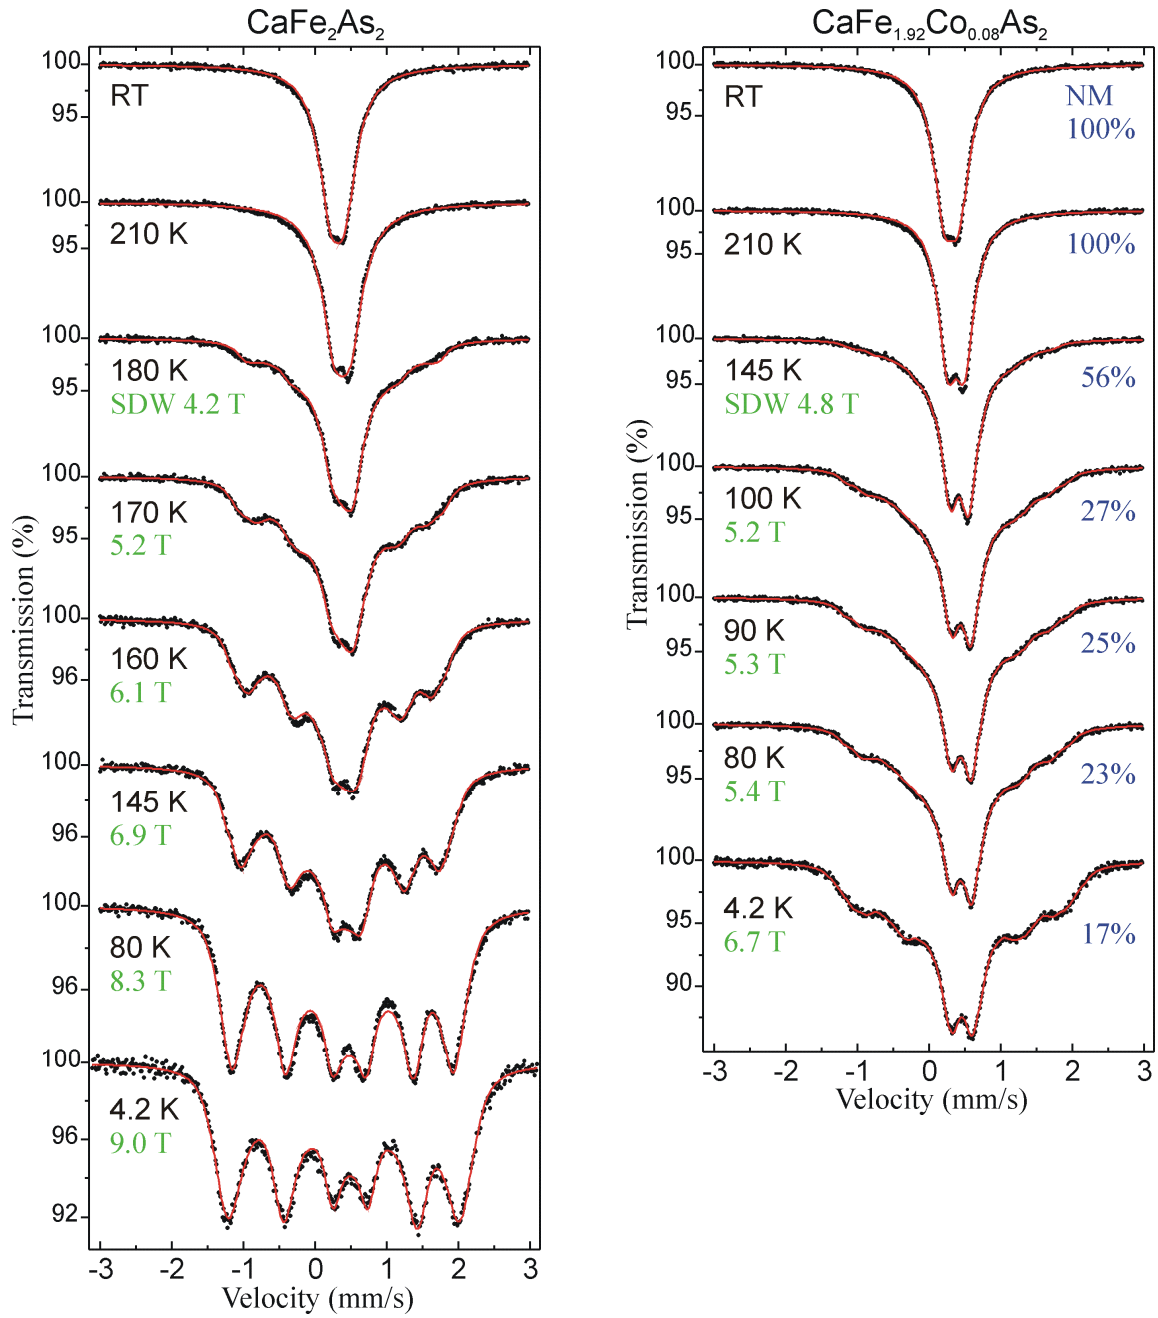 CaFe₂As₂
100
95
RT
100
95
210 K
100
95
180 K
SDW 4.2 T
100
95
170 K
5.2 T
100
96
160 K
6.1 T
100
96
145 K
6.9 T
100
96
80 K
8.3 T
100
96
92
4.2 K
9.0 T
Transmission (%)
-3 -2 -1 0 1 2 3
Velocity (mm/s)
CaFe₁.₉₂Co₀.₀₈As₂
100
95
RT
NM
100%
100
95
210 K
100%
100
95
145 K
SDW 4.8 T
56%
100
95
100 K
5.2 T
27%
100
95
90 K
5.3 T
25%
100
95
80 K
5.4 T
23%
100
95
90
4.2 K
6.7 T
17%
Transmission (%)
-3 -2 -1 0 1 2 3
Velocity (mm/s)